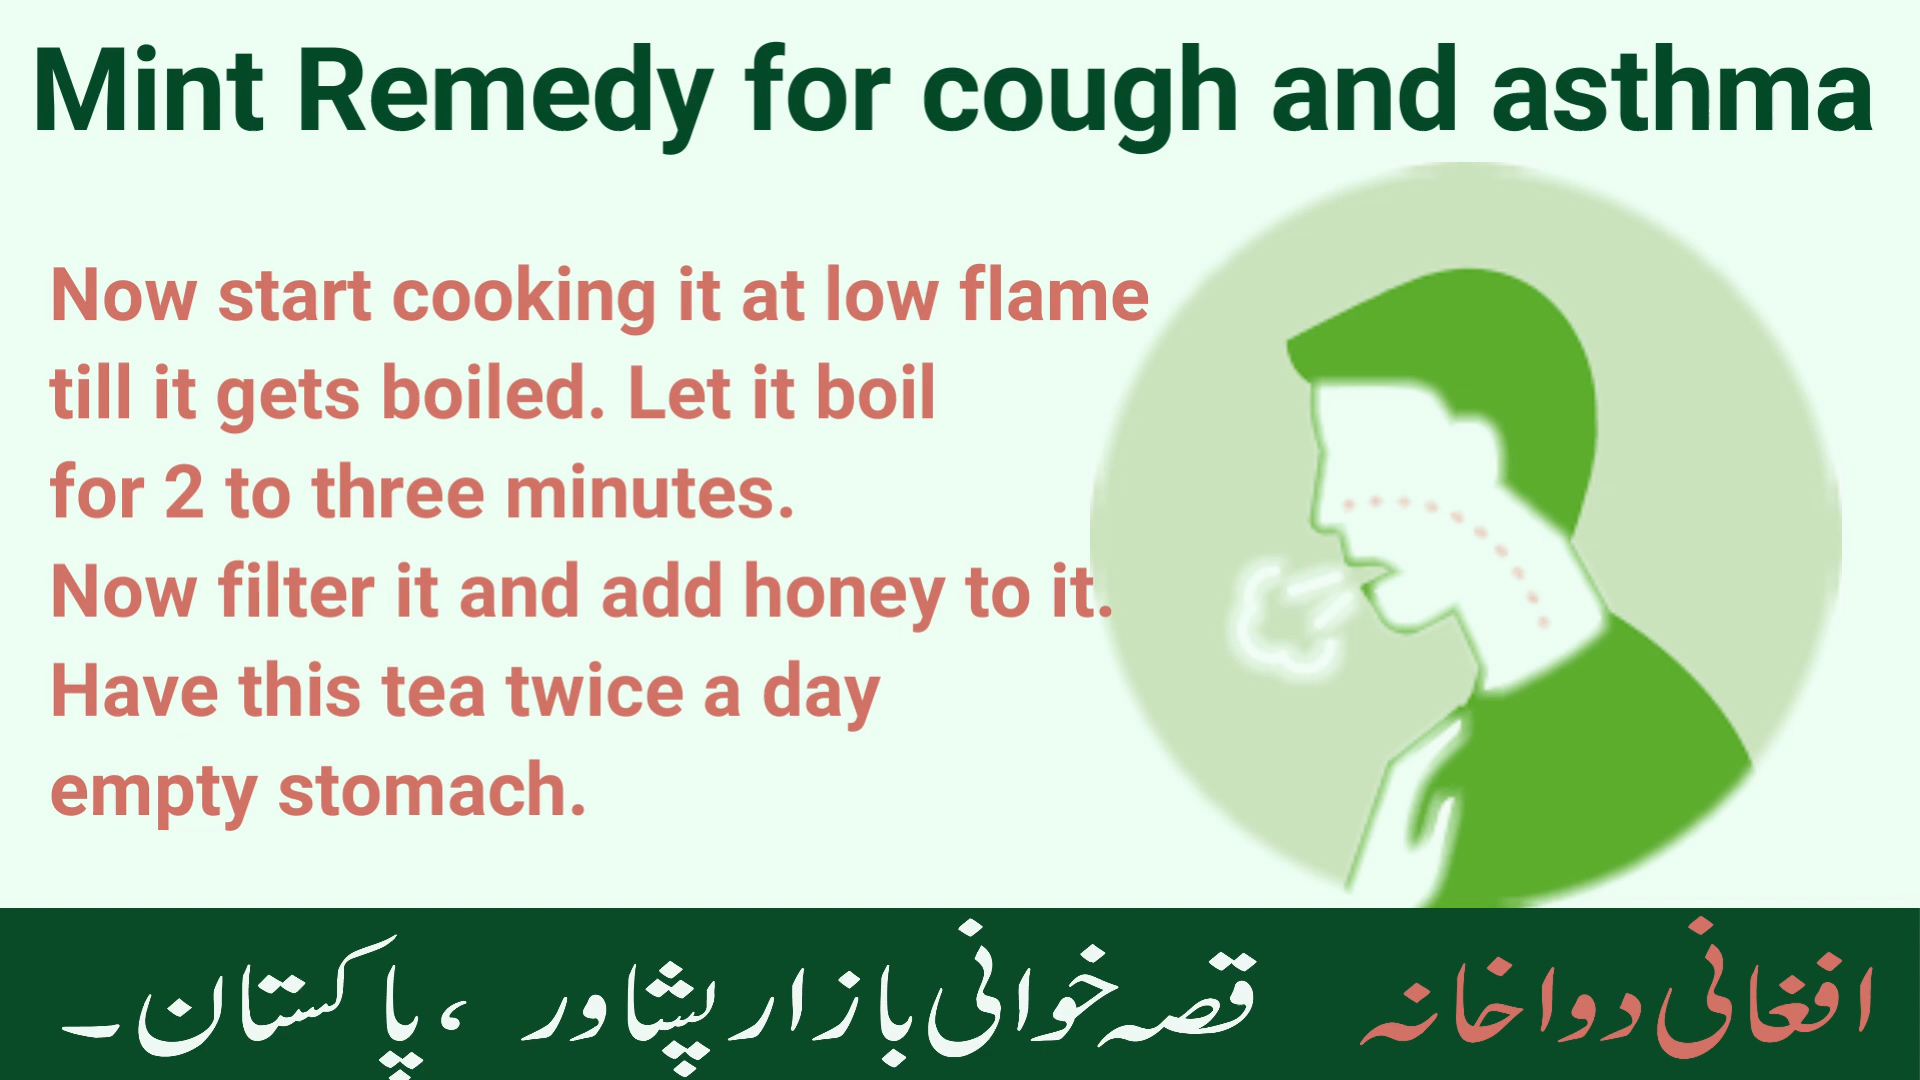 Mint Remedy for cough and asthma
Now start cooking it at low flame
till it gets boiled. Let it boil
for 2 to three minutes.
Now filter it and add honey to it.
Have this tea twice a day
empty stomach.
افغانی دواخانہ قصہ خوانی بازار پشاور ، پاکستان ۔